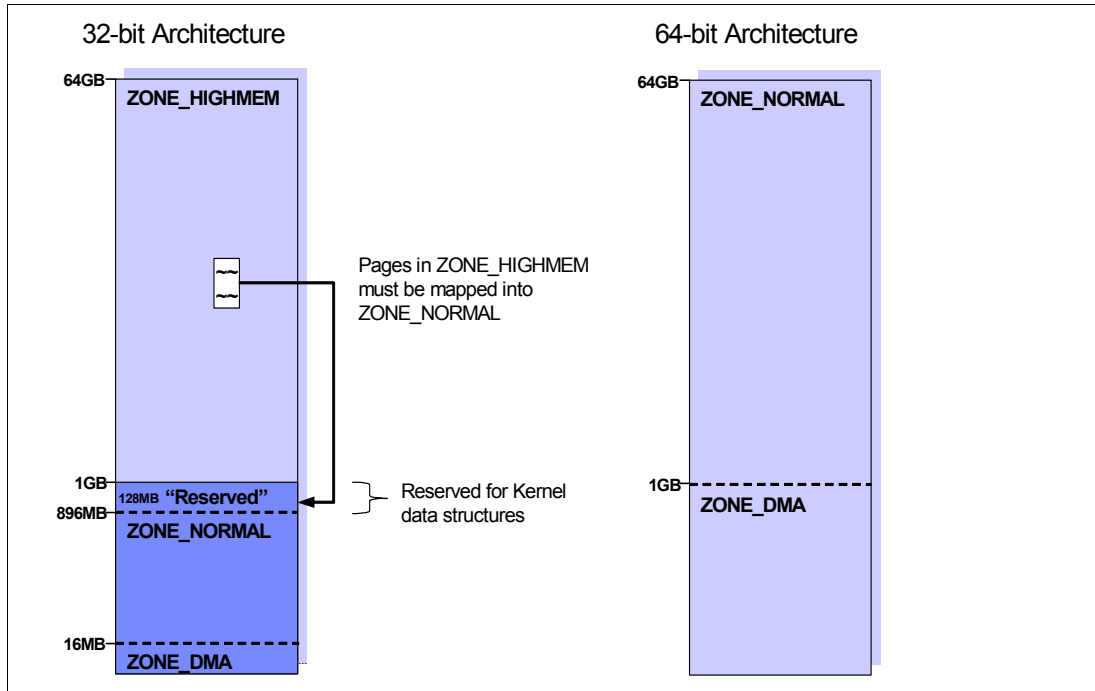 32-bit Architecture
64GB
ZONE_HIGHMEM
~~
~~
Pages in ZONE_HIGHMEM
must be mapped into
ZONE_NORMAL
1GB
128MB “Reserved”
Reserved for Kernel
data structures
896MB
ZONE_NORMAL
16MB
ZONE_DMA
64-bit Architecture
64GB
ZONE_NORMAL
1GB
ZONE_DMA